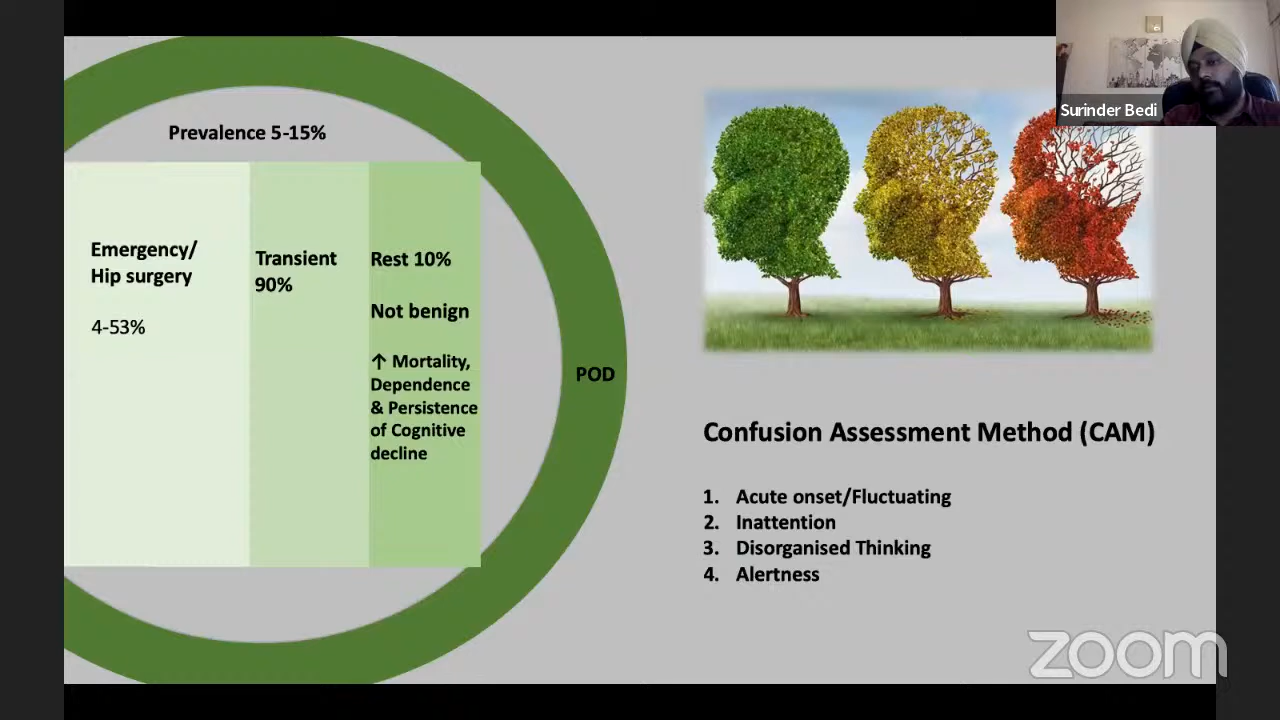 Surinder Bedi
Prevalence 5-15%
Emergency/
Hip surgery
4-53%
Transient
90%
Rest 10%
Not benign
↑ Mortality,
Dependence
& Persistence
of Cognitive
decline
POD
Confusion Assessment Method (CAM)
1. Acute onset/Fluctuating
2. Inattention
3. Disorganised Thinking
4. Alertness
zoom